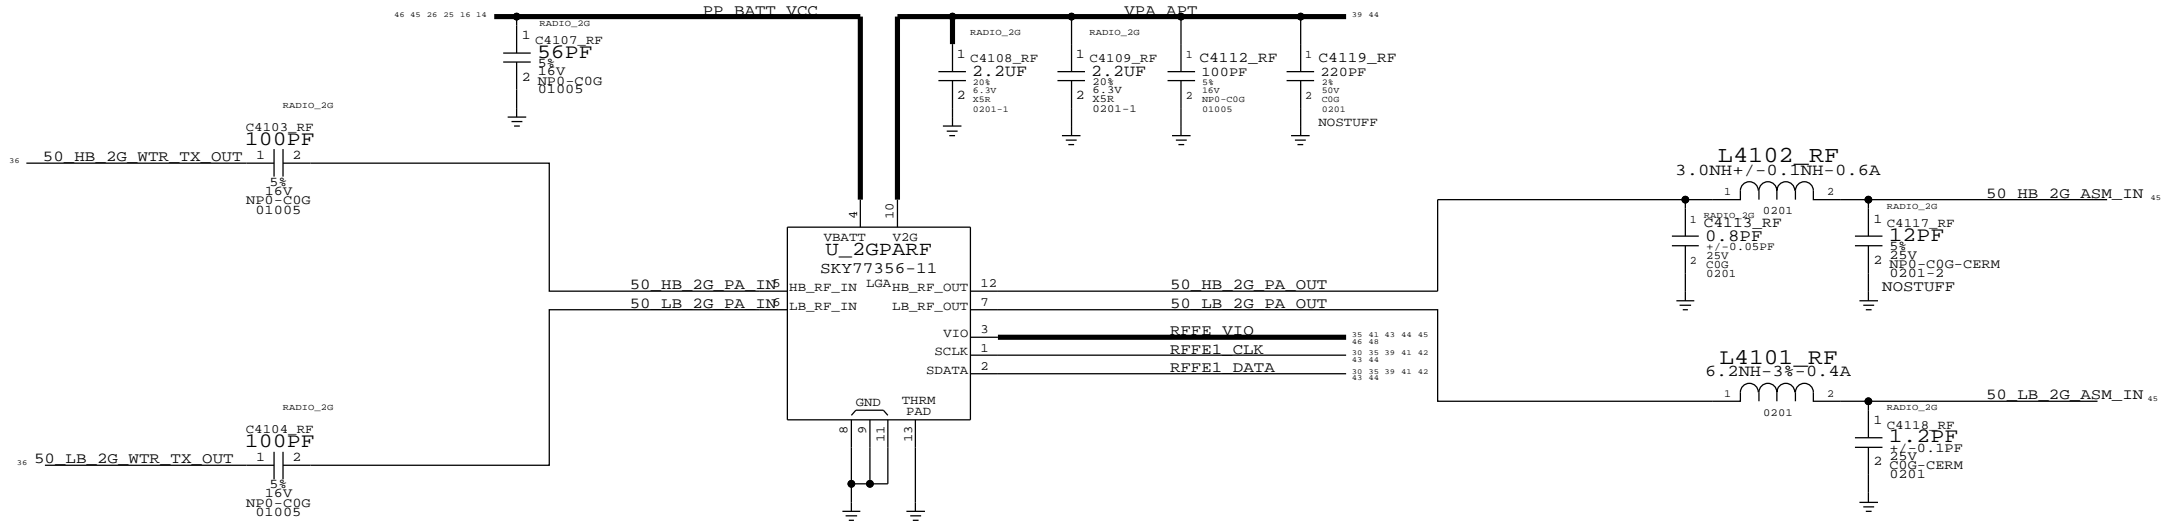 46 45 26 25 16 14
PP_BATT_VCC
RADIO_2G
1 C4107_RF
56PF
5%
16V
2 NP0-C0G
01005
VPA_APT
39 44
RADIO_2G
1 C4108_RF
2.2UF
20%
6.3V
2 X5R
0201-1
RADIO_2G
1 C4109_RF
2.2UF
20%
6.3V
2 X5R
0201-1
1 C4112_RF
100PF
5%
16V
2 NP0-C0G
01005
1 C4119_RF
220PF
2%
50V
2 C0G
0201
NOSTUFF
RADIO_2G
C4103_RF
100PF
36 50_HB_2G_WTR_TX_OUT 1 2
5%
16V
NP0-C0G
01005
4 10
VBATT V2G
U_2GPARF
SKY77356-11
LGA
50_HB_2G_PA_IN 5 HB_RF_IN
50_LB_2G_PA_IN 6 LB_RF_IN
HB_RF_OUT 12 50_HB_2G_PA_OUT
LB_RF_OUT 7 50_LB_2G_PA_OUT
VIO 3 RFFE_VIO 35 41 43 44 45
46 48
SCLK 1 RFFE1_CLK 30 35 39 41 42
43 44
SDATA 2 RFFE1_DATA 30 35 39 41 42
43 44
GND THRM
PAD
8 9 11 13
L4102_RF
3.0NH+/-0.1NH-0.6A
1 2
0201
50_HB_2G_ASM_IN 45
RADIO_2G
1 C4113_RF
0.8PF
+/-0.05PF
25V
2 C0G
0201
RADIO_2G
1 C4117_RF
12PF
5%
25V
2 NP0-C0G-CERM
0201-2
NOSTUFF
L4101_RF
6.2NH-3%-0.4A
1 2
0201
50_LB_2G_ASM_IN 45
RADIO_2G
1 C4118_RF
1.2PF
+/-0.1PF
25V
2 C0G-CERM
0201
RADIO_2G
C4104_RF
100PF
36 50_LB_2G_WTR_TX_OUT 1 2
5%
16V
NP0-C0G
01005